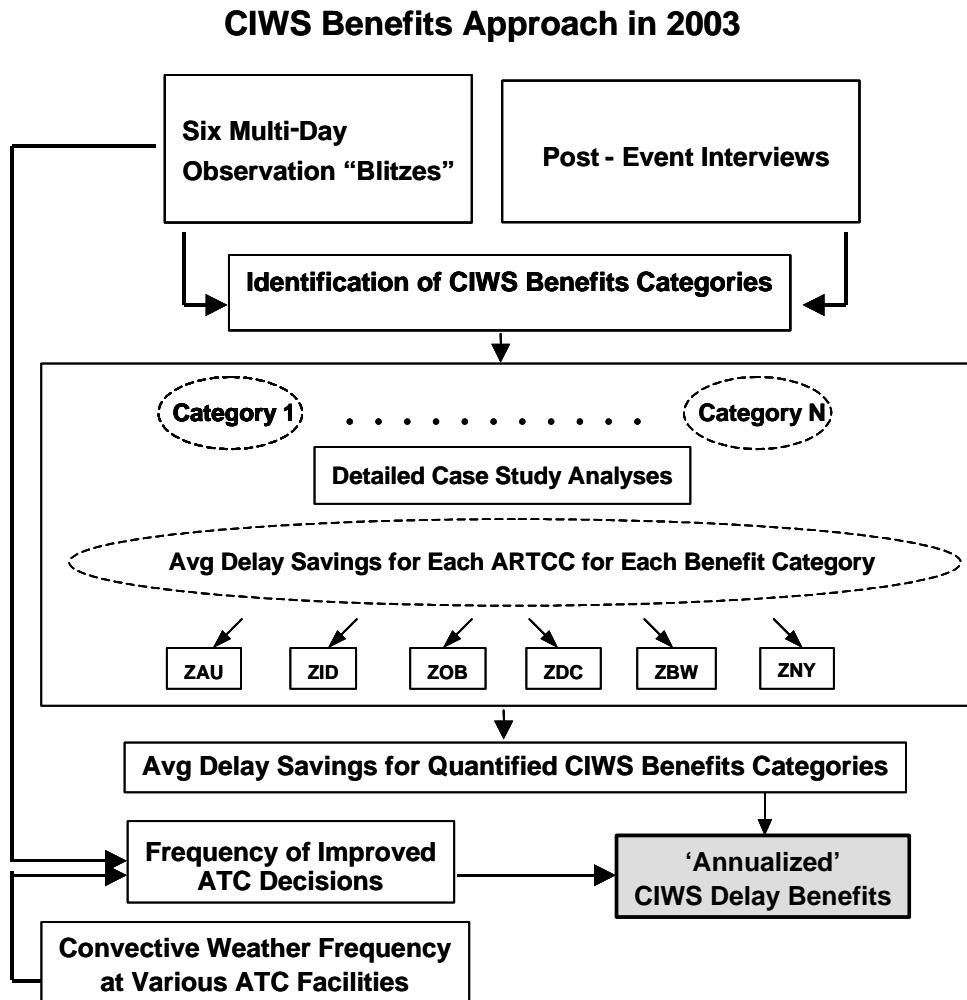 CIWS Benefits Approach in 2003
Six Multi-Day
Observation “Blitzes”
Post - Event Interviews
Identification of CIWS Benefits Categories
Category 1
Category N
Detailed Case Study Analyses
Avg Delay Savings for Each ARTCC for Each Benefit Category
ZAU
ZID
ZOB
ZDC
ZBW
ZNY
Avg Delay Savings for Quantified CIWS Benefits Categories
Frequency of Improved
ATC Decisions
‘Annualized’
CIWS Delay Benefits
Convective Weather Frequency
at Various ATC Facilities